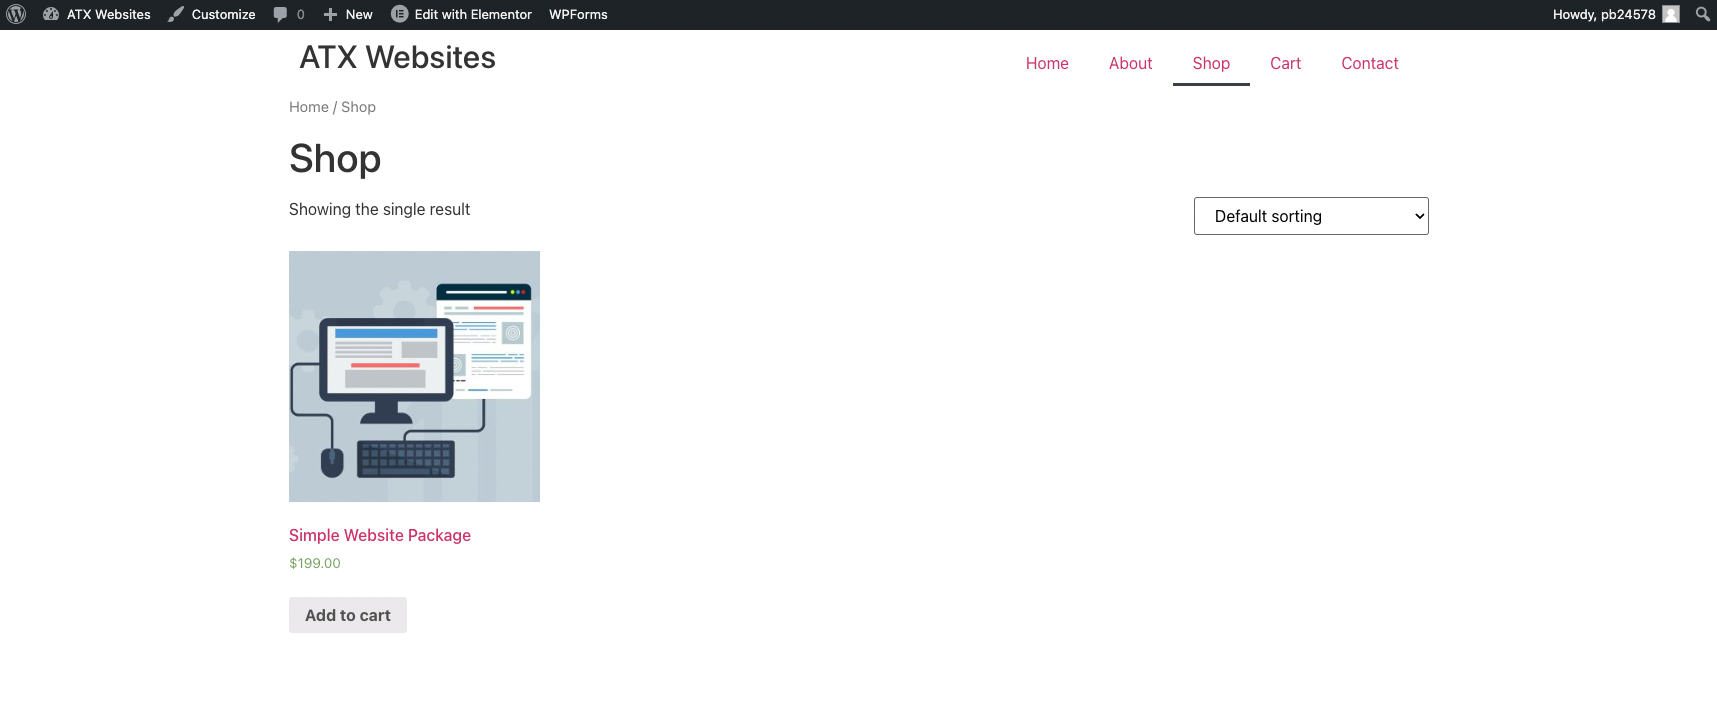 ATX Websites Customize 0 New Edit with Elementor WPForms Howdy, pb24578
ATX Websites
Home About Shop Cart Contact
Home / Shop
Shop
Showing the single result
Default sorting
Simple Website Package
$199.00
Add to cart